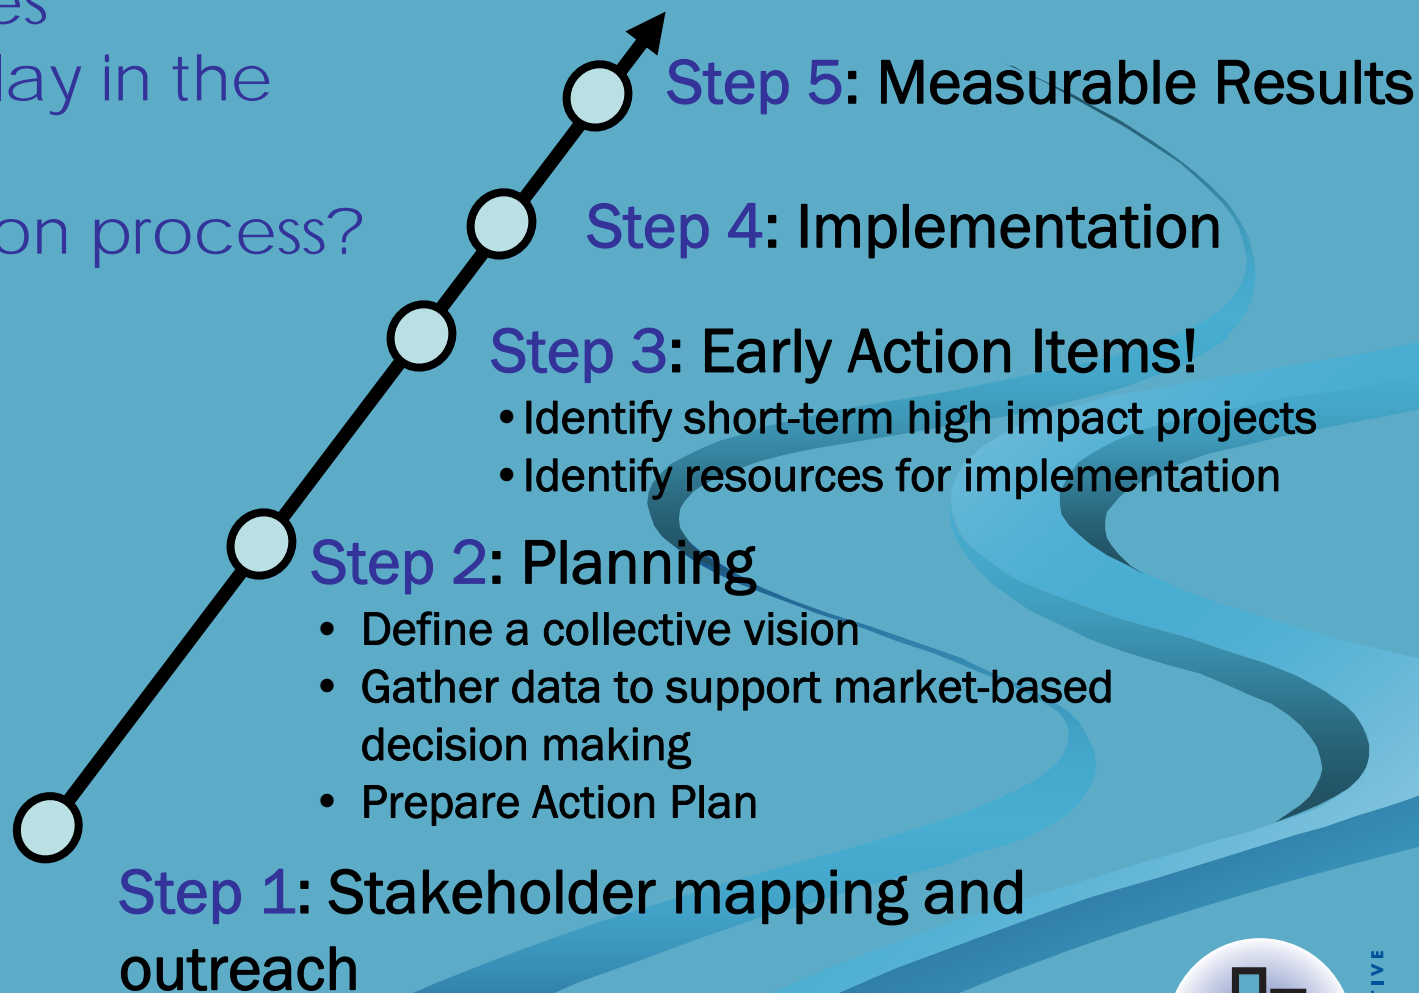 es
lay in the
on process?
Step 5: Measurable Results
Step 4: Implementation
Step 3: Early Action Items!
•Identify short-term high impact projects
•Identify resources for implementation
Step 2: Planning
• Define a collective vision
• Gather data to support market-based
decision making
• Prepare Action Plan
Step 1: Stakeholder mapping and
outreach
TIVE